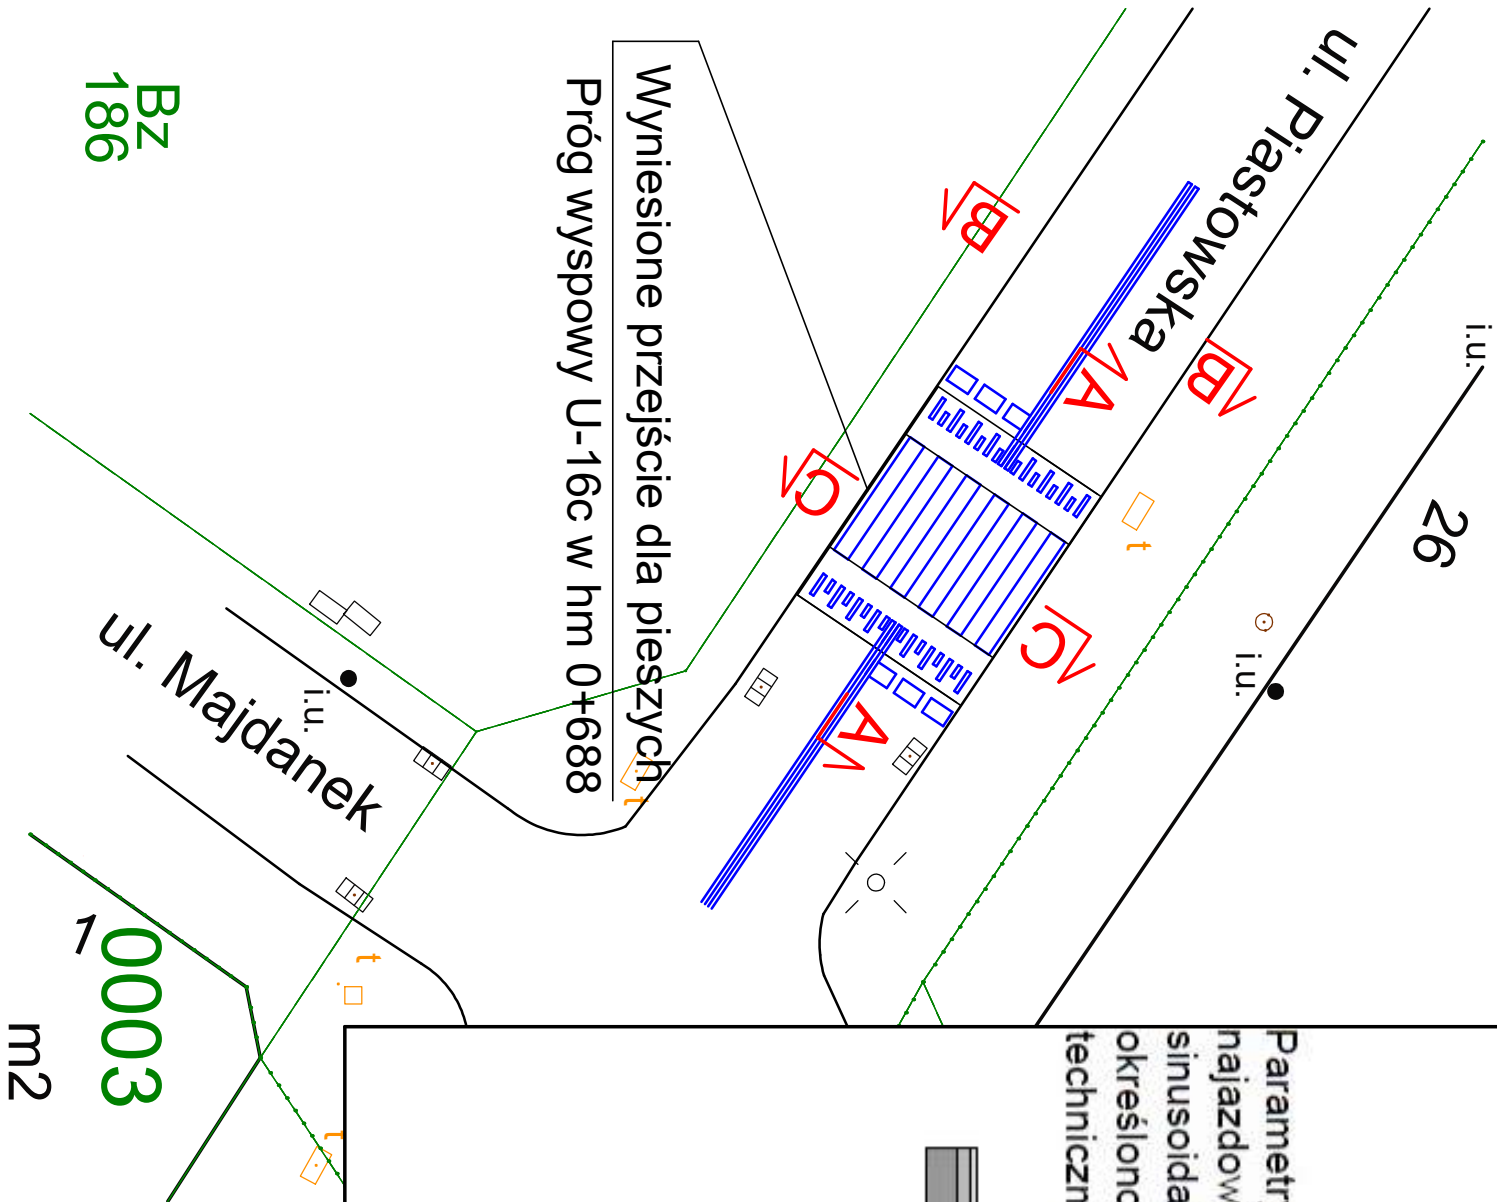 ul. Piastowska
Wyniesione przejście dla pieszych
Próg wyspowy U-16c w hm 0+688
Bz
186
B
B
A
C
C
A
i.u.
26
t
i.u.
t
i.u.
ul. Majdanek
t
1
0003
m2
t